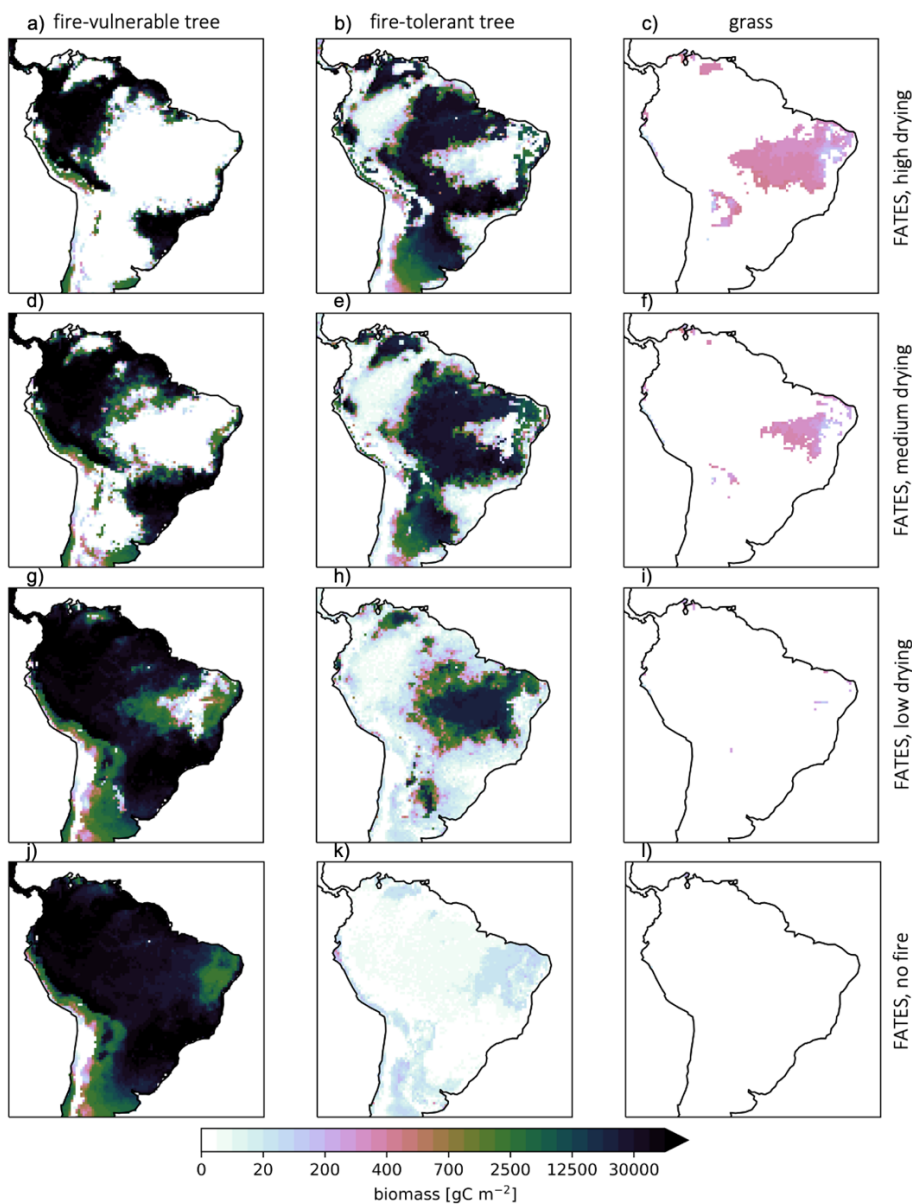 a) fire-vulnerable tree b) fire-tolerant tree c) grass
FATES, high drying
d) e) f)
FATES, medium drying
g) h) i)
FATES, low drying
j) k) l)
FATES, no fire
0 20 200 400 700 2500 12500 30000
biomass [gC m⁻²]